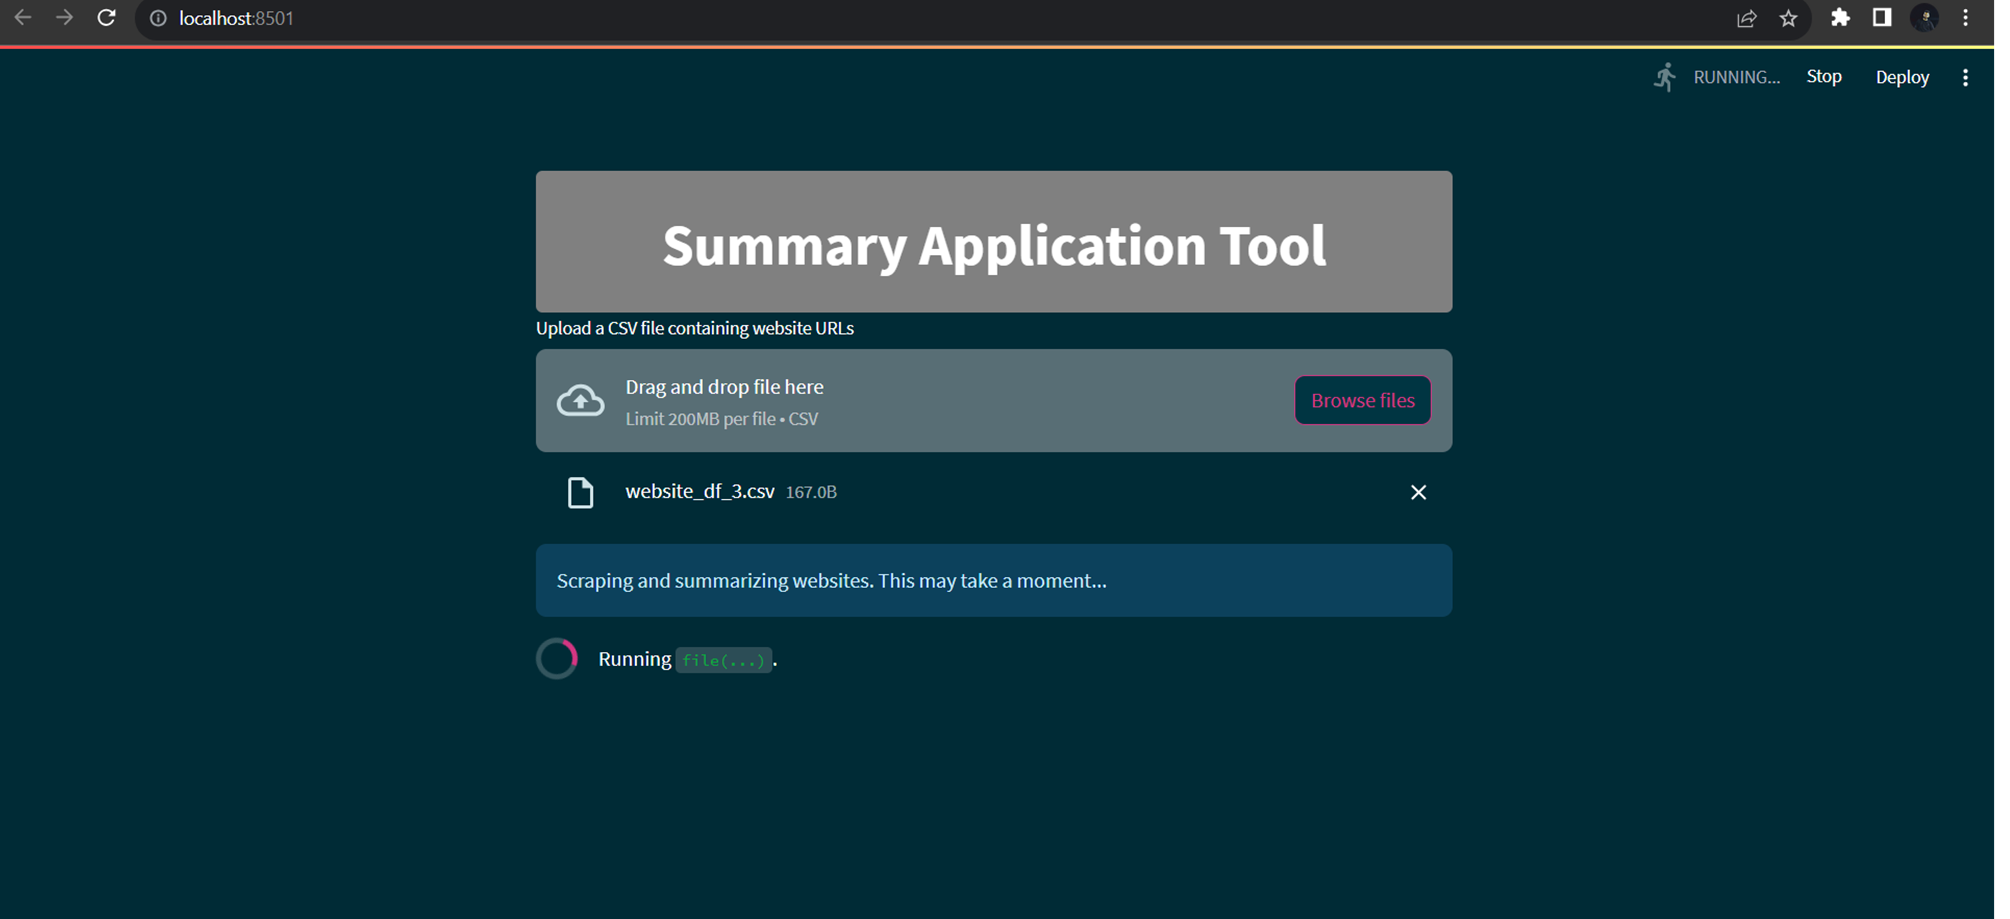 localhost:8501
RUNNING... Stop Deploy
Summary Application Tool
Upload a CSV file containing website URLs
Drag and drop file here
Limit 200MB per file • CSV
Browse files
website_df_3.csv 167.0B
Scraping and summarizing websites. This may take a moment...
Running file(...).